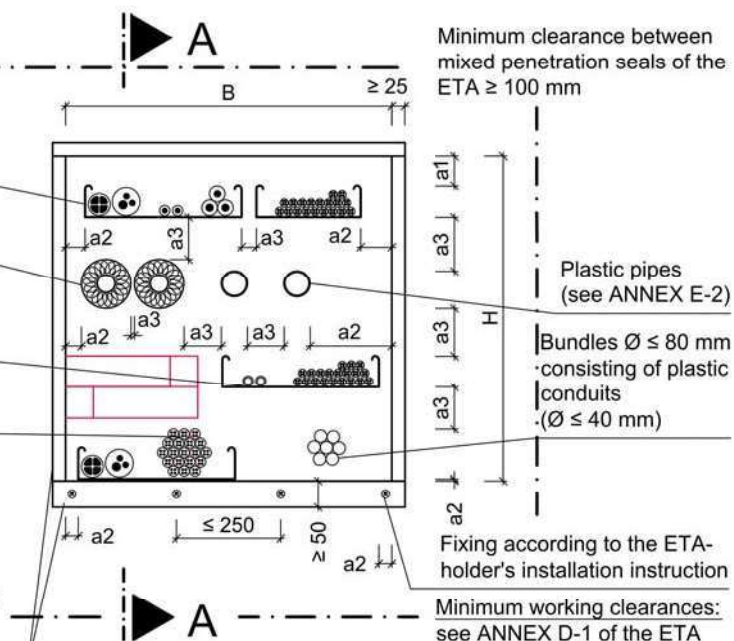 A
Minimum clearance between
mixed penetration seals of the
ETA ≥ 100 mm
B
≥ 25
a1
a2
a3
a3
a2
a3
H
Plastic pipes
(see ANNEX E-2)
a2
a3
a3
a3
a2
a3
Bundles Ø ≤ 80 mm
consisting of plastic
conduits
(Ø ≤ 40 mm)
a3
a2
≤ 250
≥ 50
a2
a2
Fixing according to the ETA-
holder's installation instruction
A
Minimum working clearances:
see ANNEX D-1 of the ETA